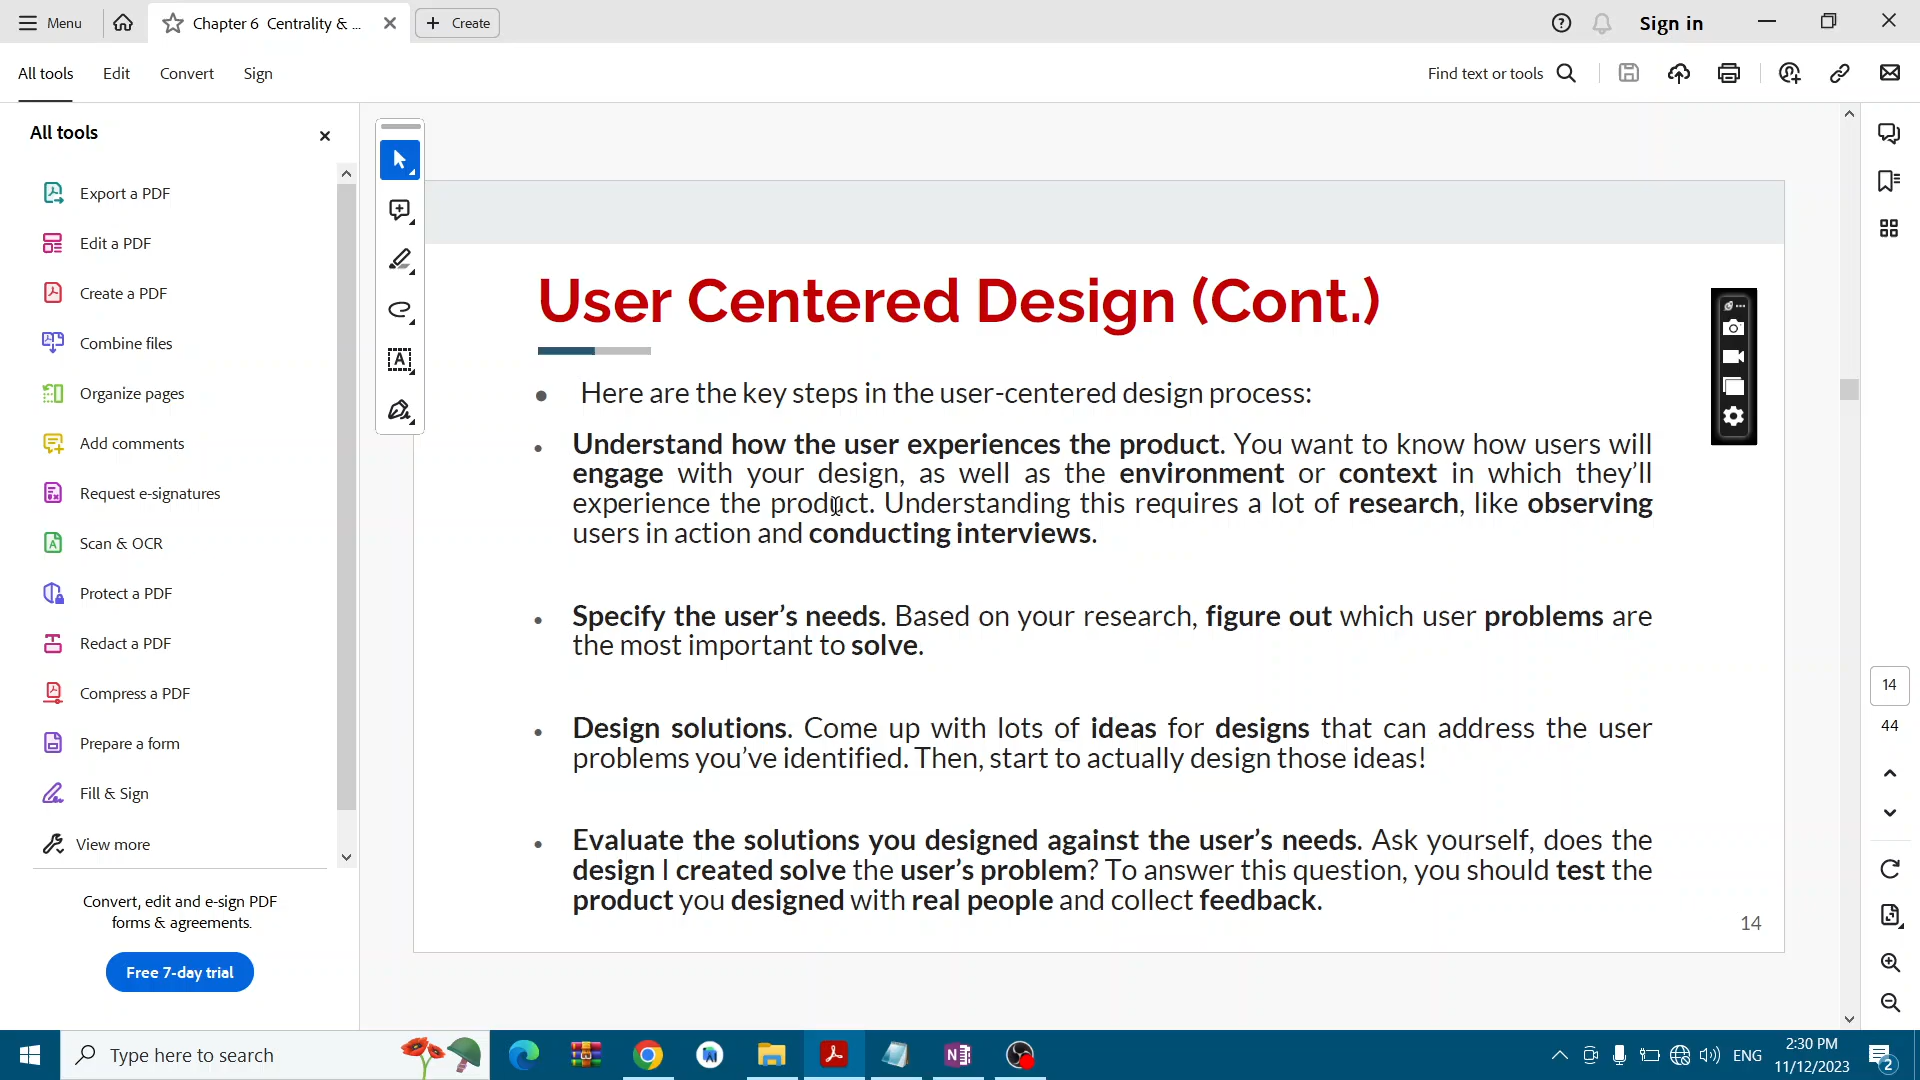 Menu
Chapter 6 Centrality & ...
Create
Sign in
All tools
Edit
Convert
Sign
Find text or tools
All tools
Export a PDF
Edit a PDF
Create a PDF
Combine files
Organize pages
Add comments
Request e-signatures
Scan & OCR
Protect a PDF
Redact a PDF
Compress a PDF
Prepare a form
Fill & Sign
View more
Convert, edit and e-sign PDF
forms & agreements.
Free 7-day trial
User Centered Design (Cont.)
• Here are the key steps in the user-centered design process:
• Understand how the user experiences the product. You want to know how users will
engage with your design, as well as the environment or context in which they’ll
experience the product. Understanding this requires a lot of research, like observing
users in action and conducting interviews.
• Specify the user’s needs. Based on your research, figure out which user problems are
the most important to solve.
• Design solutions. Come up with lots of ideas for designs that can address the user
problems you’ve identified. Then, start to actually design those ideas!
• Evaluate the solutions you designed against the user’s needs. Ask yourself, does the
design I created solve the user’s problem? To answer this question, you should test the
product you designed with real people and collect feedback.
14
14
44
Type here to search
ENG
2:30 PM
11/12/2023
2